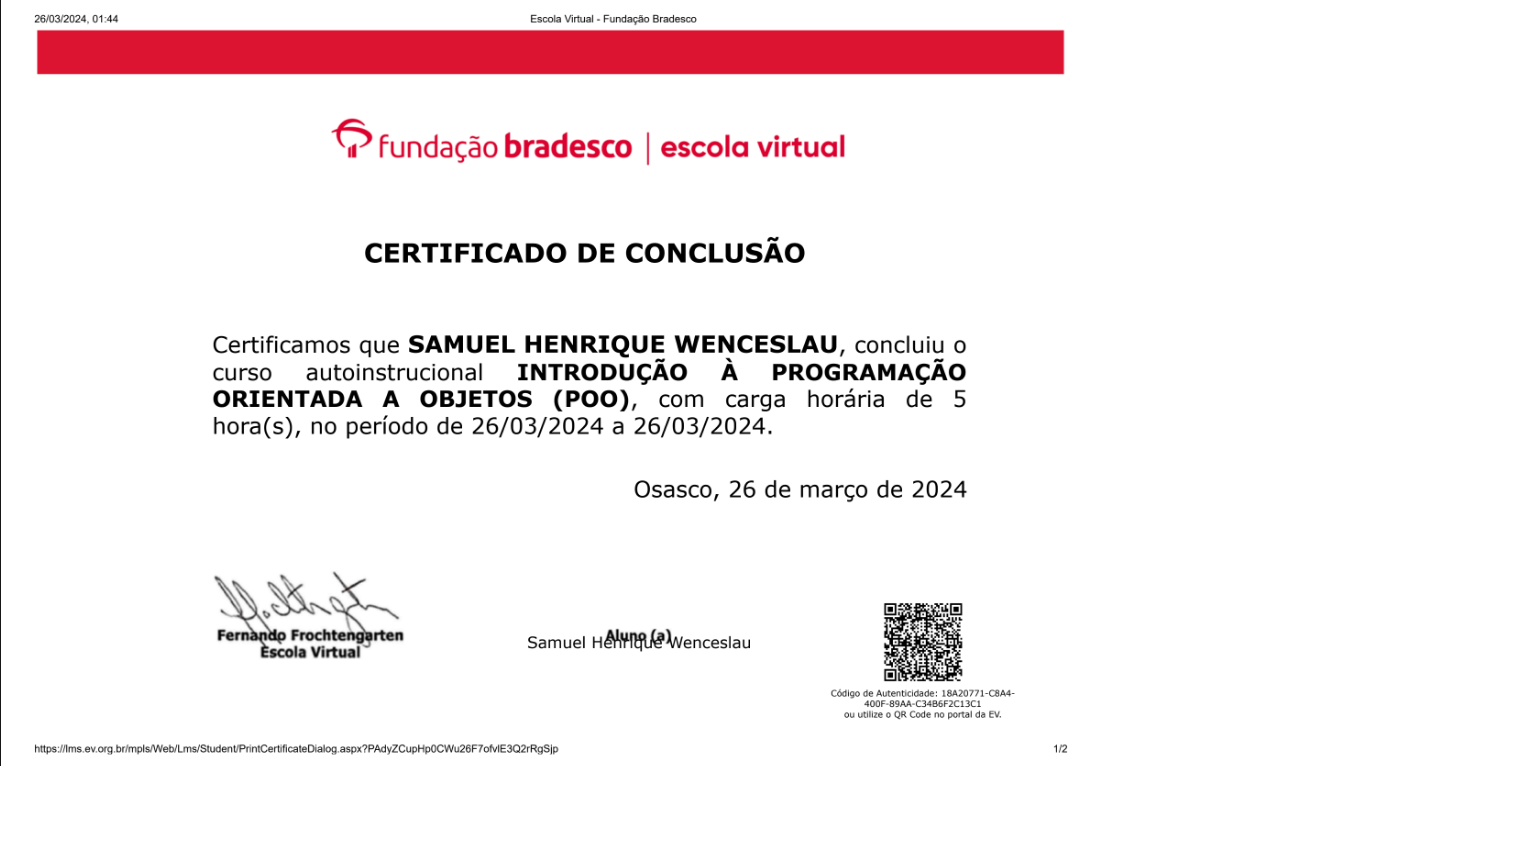 26/03/2024, 01:44
Escola Virtual - Fundação Bradesco
fundação bradesco | escola virtual
CERTIFICADO DE CONCLUSÃO
Certificamos que SAMUEL HENRIQUE WENCESLAU, concluiu o
curso autoinstrucional INTRODUÇÃO À PROGRAMAÇÃO
ORIENTADA A OBJETOS (POO), com carga horária de 5
hora(s), no período de 26/03/2024 a 26/03/2024.
Osasco, 26 de março de 2024
Fernando Frochtengarten
Escola Virtual
Aluno (a)
Samuel Henrique Wenceslau
Código de Autenticidade: 18A20771-C8A4-
400F-89AA-C34B6F2C13C1
ou utilize o QR Code no portal da EV.
https://lms.ev.org.br/mpls/Web/Lms/Student/PrintCertificateDialog.aspx?PAdyZCupHp0CWu26F7ofvlE3Q2rRgSjp
1/2